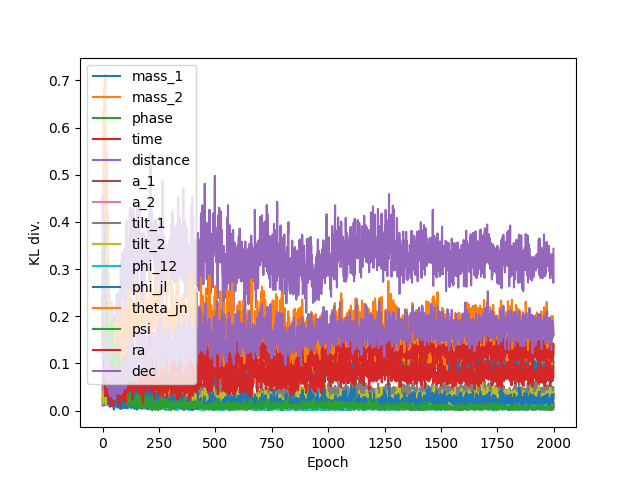 KL div.
0.7
0.6
0.5
0.4
0.3
0.2
0.1
0.0
mass_1
mass_2
phase
time
distance
a_1
a_2
tilt_1
tilt_2
phi_12
phi_jl
theta_jn
psi
ra
dec
0 250 500 750 1000 1250 1500 1750 2000
Epoch